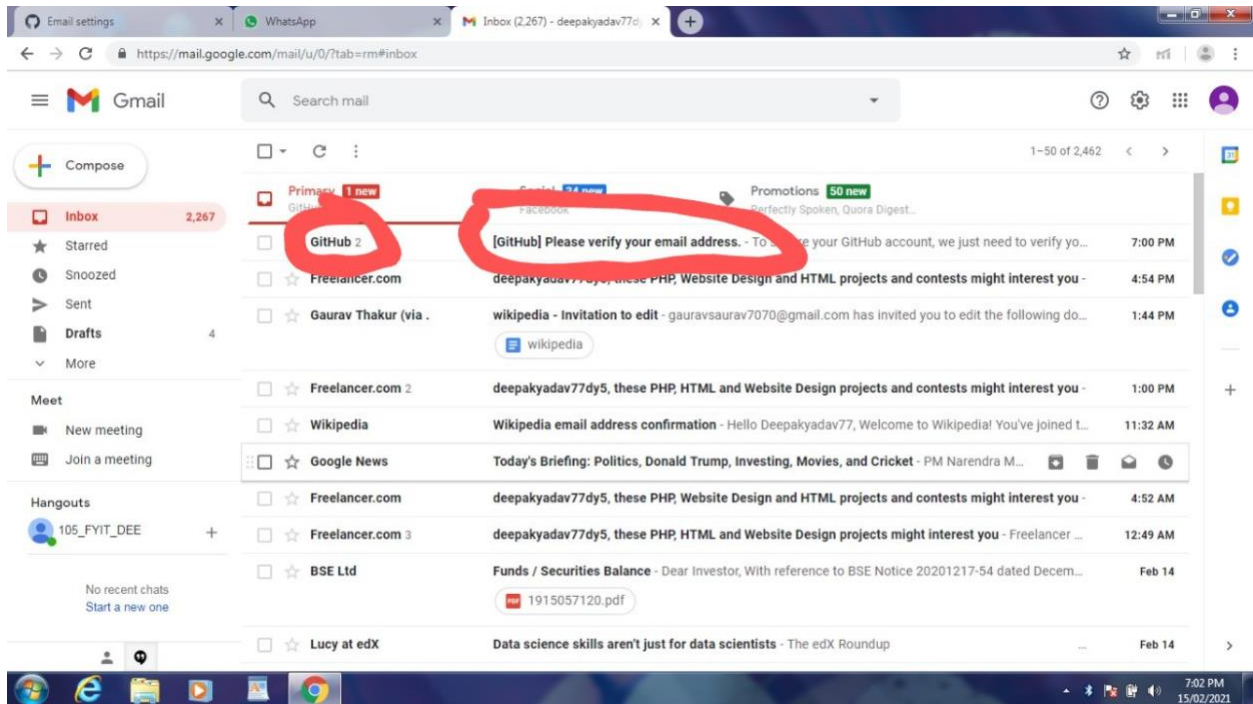 Email settings
WhatsApp
Inbox (2,267) - deepakyadav77d
https://mail.google.com/mail/u/0/?tab=rm#inbox
Gmail
Search mail
Compose
1–50 of 2,462
31
Primary 1 new
24 new
Promotions 50 new
Facebook
Perfectly Spoken, Quora Digest...
Inbox 2,267
GitHub 2 [GitHub] Please verify your email address. - To your GitHub account, we just need to verify yo... 7:00 PM
Starred
Snoozed
Freelancer.com deepakyadav77dy5, these PHP, Website Design and HTML projects and contests might interest you - 4:54 PM
Sent
Gaurav Thakur (via . wikipedia - Invitation to edit - gauravsaurav7070@gmail.com has invited you to edit the following do... 1:44 PM
Drafts 4
wikipedia
More
Freelancer.com 2 deepakyadav77dy5, these PHP, HTML and Website Design projects and contests might interest you - 1:00 PM
Meet
New meeting
Wikipedia Wikipedia email address confirmation - Hello Deepakyadav77, Welcome to Wikipedia! You've joined t... 11:32 AM
Join a meeting
Google News Today's Briefing: Politics, Donald Trump, Investing, Movies, and Cricket - PM Narendra M...
Hangouts
Freelancer.com deepakyadav77dy5, these PHP, Website Design and HTML projects and contests might interest you - 4:52 AM
105_FYIT_DEE
Freelancer.com 3 deepakyadav77dy5, these PHP, HTML and Website Design projects might interest you - Freelancer ... 12:49 AM
BSE Ltd Funds / Securities Balance - Dear Investor, With reference to BSE Notice 20201217-54 dated Decem... Feb 14
No recent chats
PDF 1915057120.pdf
Start a new one
Lucy at edX Data science skills aren't just for data scientists - The edX Roundup ... Feb 14
7:02 PM
15/02/2021